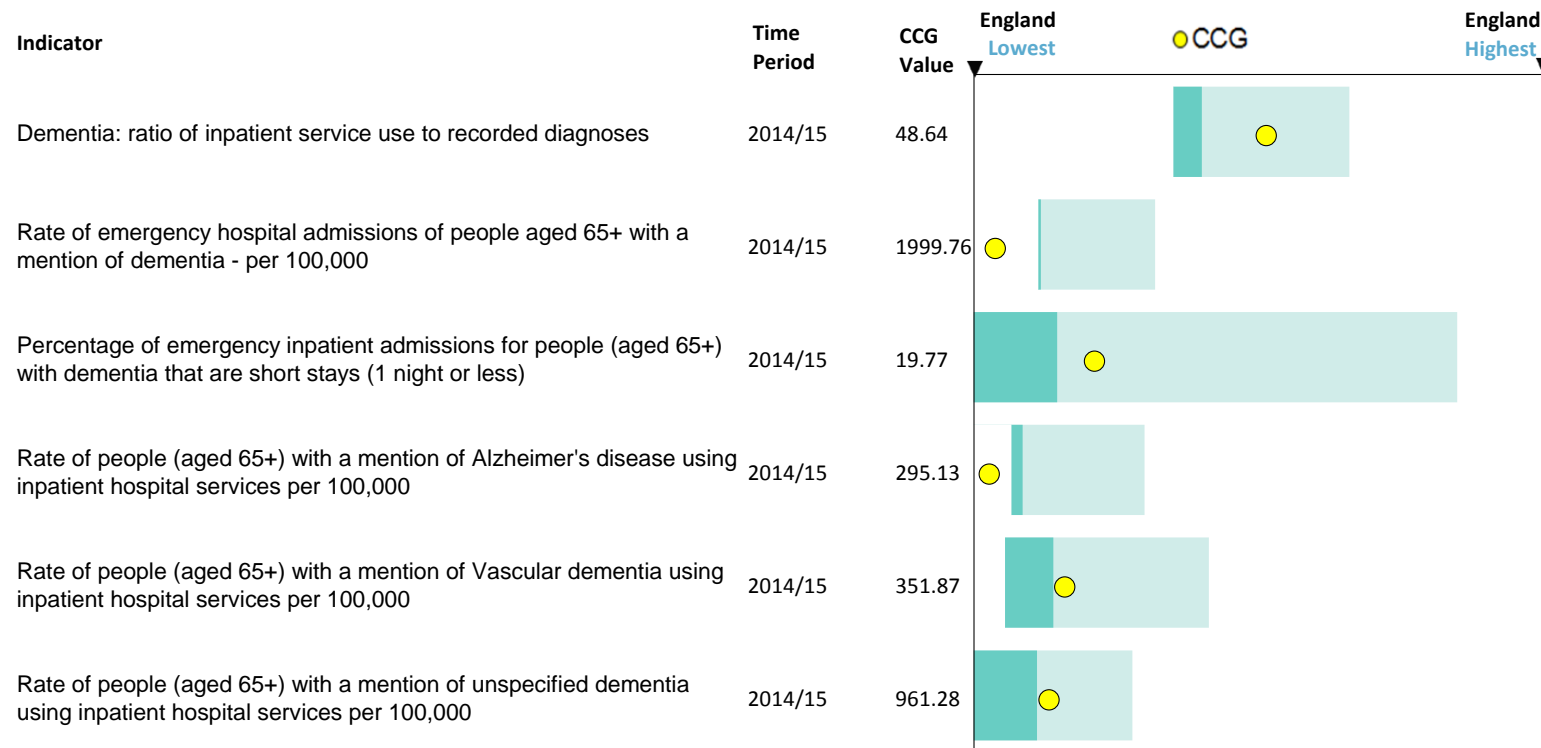 Indicator
Time Period
CCG Value
England Lowest
CCG
England Highest
Dementia: ratio of inpatient service use to recorded diagnoses
2014/15
48.64
Rate of emergency hospital admissions of people aged 65+ with a
mention of dementia - per 100,000
2014/15
1999.76
Percentage of emergency inpatient admissions for people (aged 65+)
with dementia that are short stays (1 night or less)
2014/15
19.77
Rate of people (aged 65+) with a mention of Alzheimer's disease using
inpatient hospital services per 100,000
2014/15
295.13
Rate of people (aged 65+) with a mention of Vascular dementia using
inpatient hospital services per 100,000
2014/15
351.87
Rate of people (aged 65+) with a mention of unspecified dementia
using inpatient hospital services per 100,000
2014/15
961.28